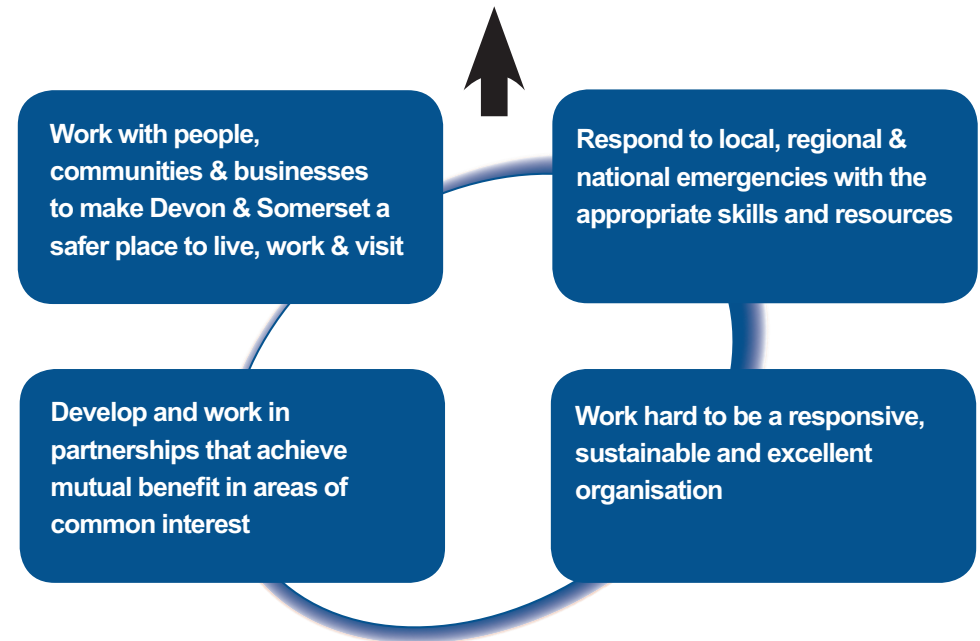 Work with people,
communities & businesses
to make Devon & Somerset a
safer place to live, work & visit
Respond to local, regional &
national emergencies with the
appropriate skills and resources
Develop and work in
partnerships that achieve
mutual benefit in areas of
common interest
Work hard to be a responsive,
sustainable and excellent
organisation